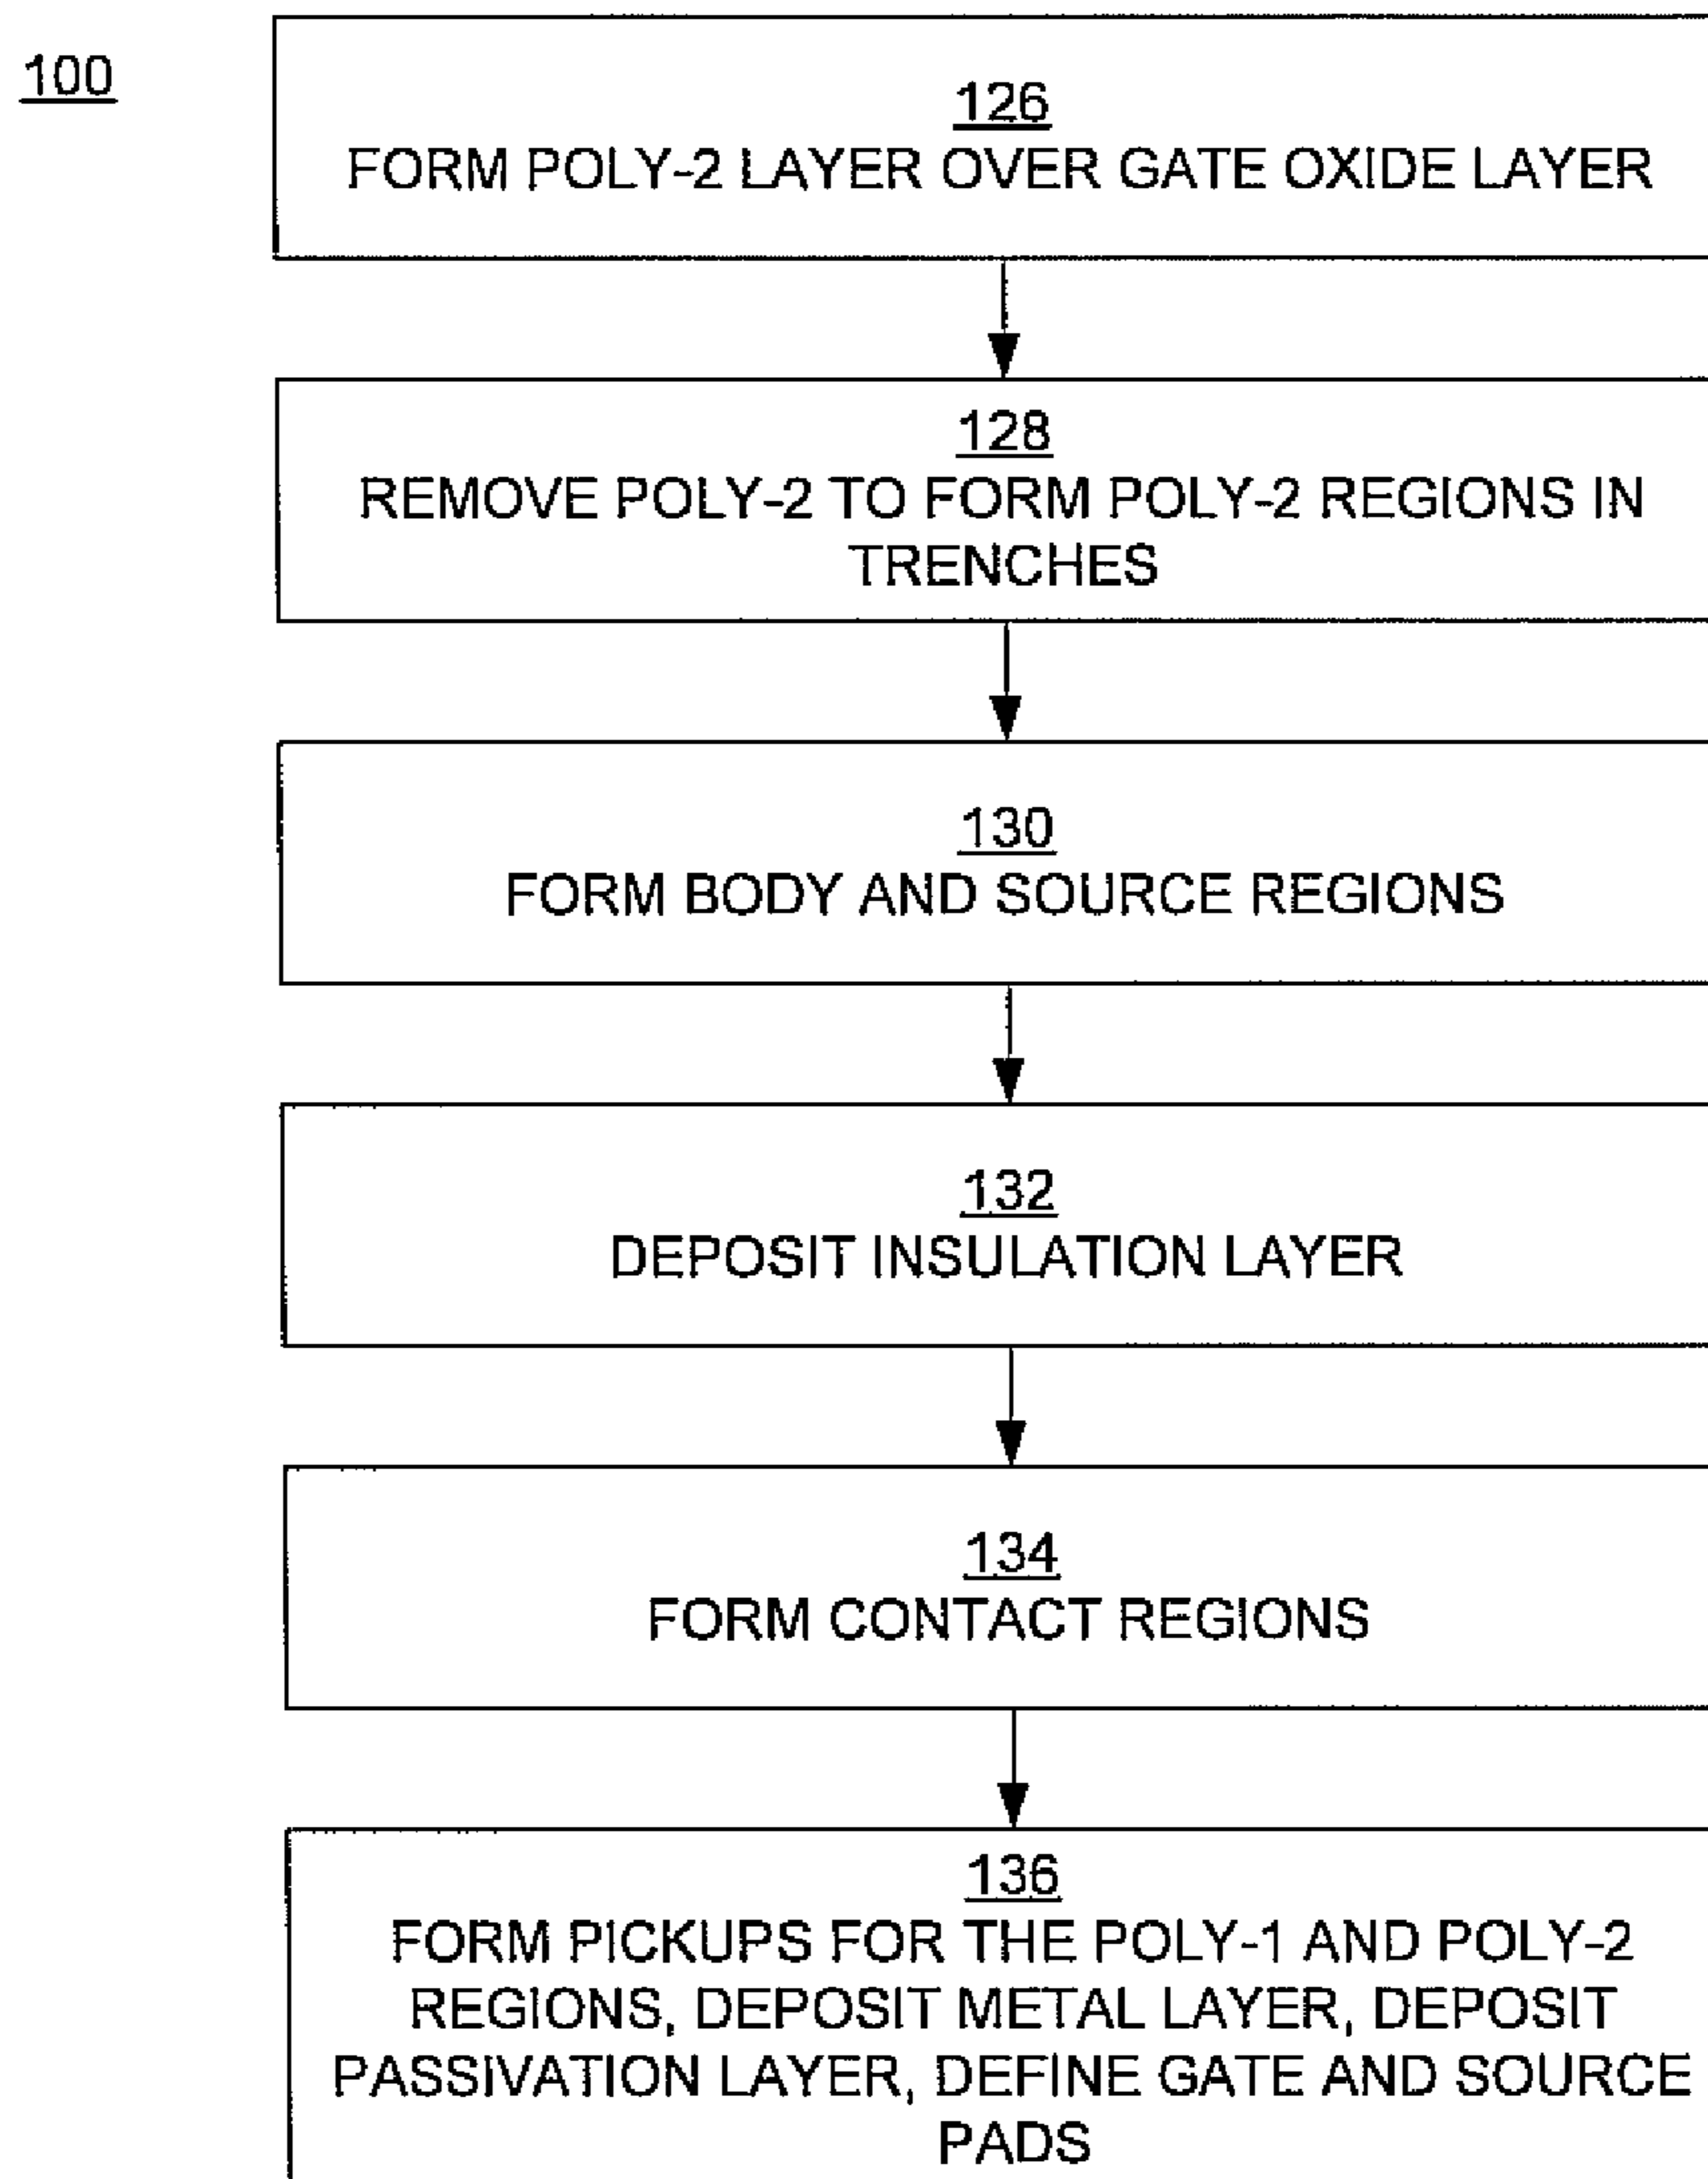 100
126
FORM POLY-2 LAYER OVER GATE OXIDE LAYER
128
REMOVE POLY-2 TO FORM POLY-2 REGIONS IN
TRENCHES
130
FORM BODY AND SOURCE REGIONS
132
DEPOSIT INSULATION LAYER
134
FORM CONTACT REGIONS
136
FORM PICKUPS FOR THE POLY-1 AND POLY-2
REGIONS, DEPOSIT METAL LAYER, DEPOSIT
PASSIVATION LAYER, DEFINE GATE AND SOURCE
PADS